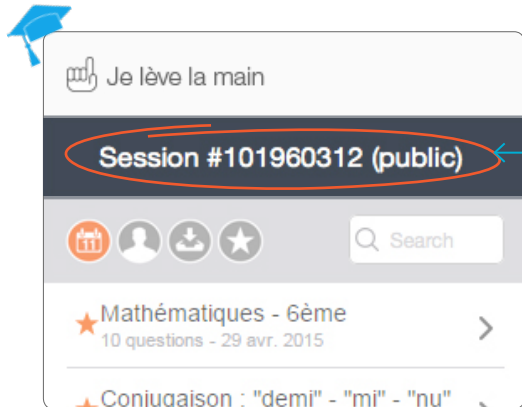 Je lève la main
Session #101960312 (public)
11
Search
Mathématiques - 6ème
10 questions - 29 avr. 2015
Conjugaison : "demi" - "mi" - "nu"